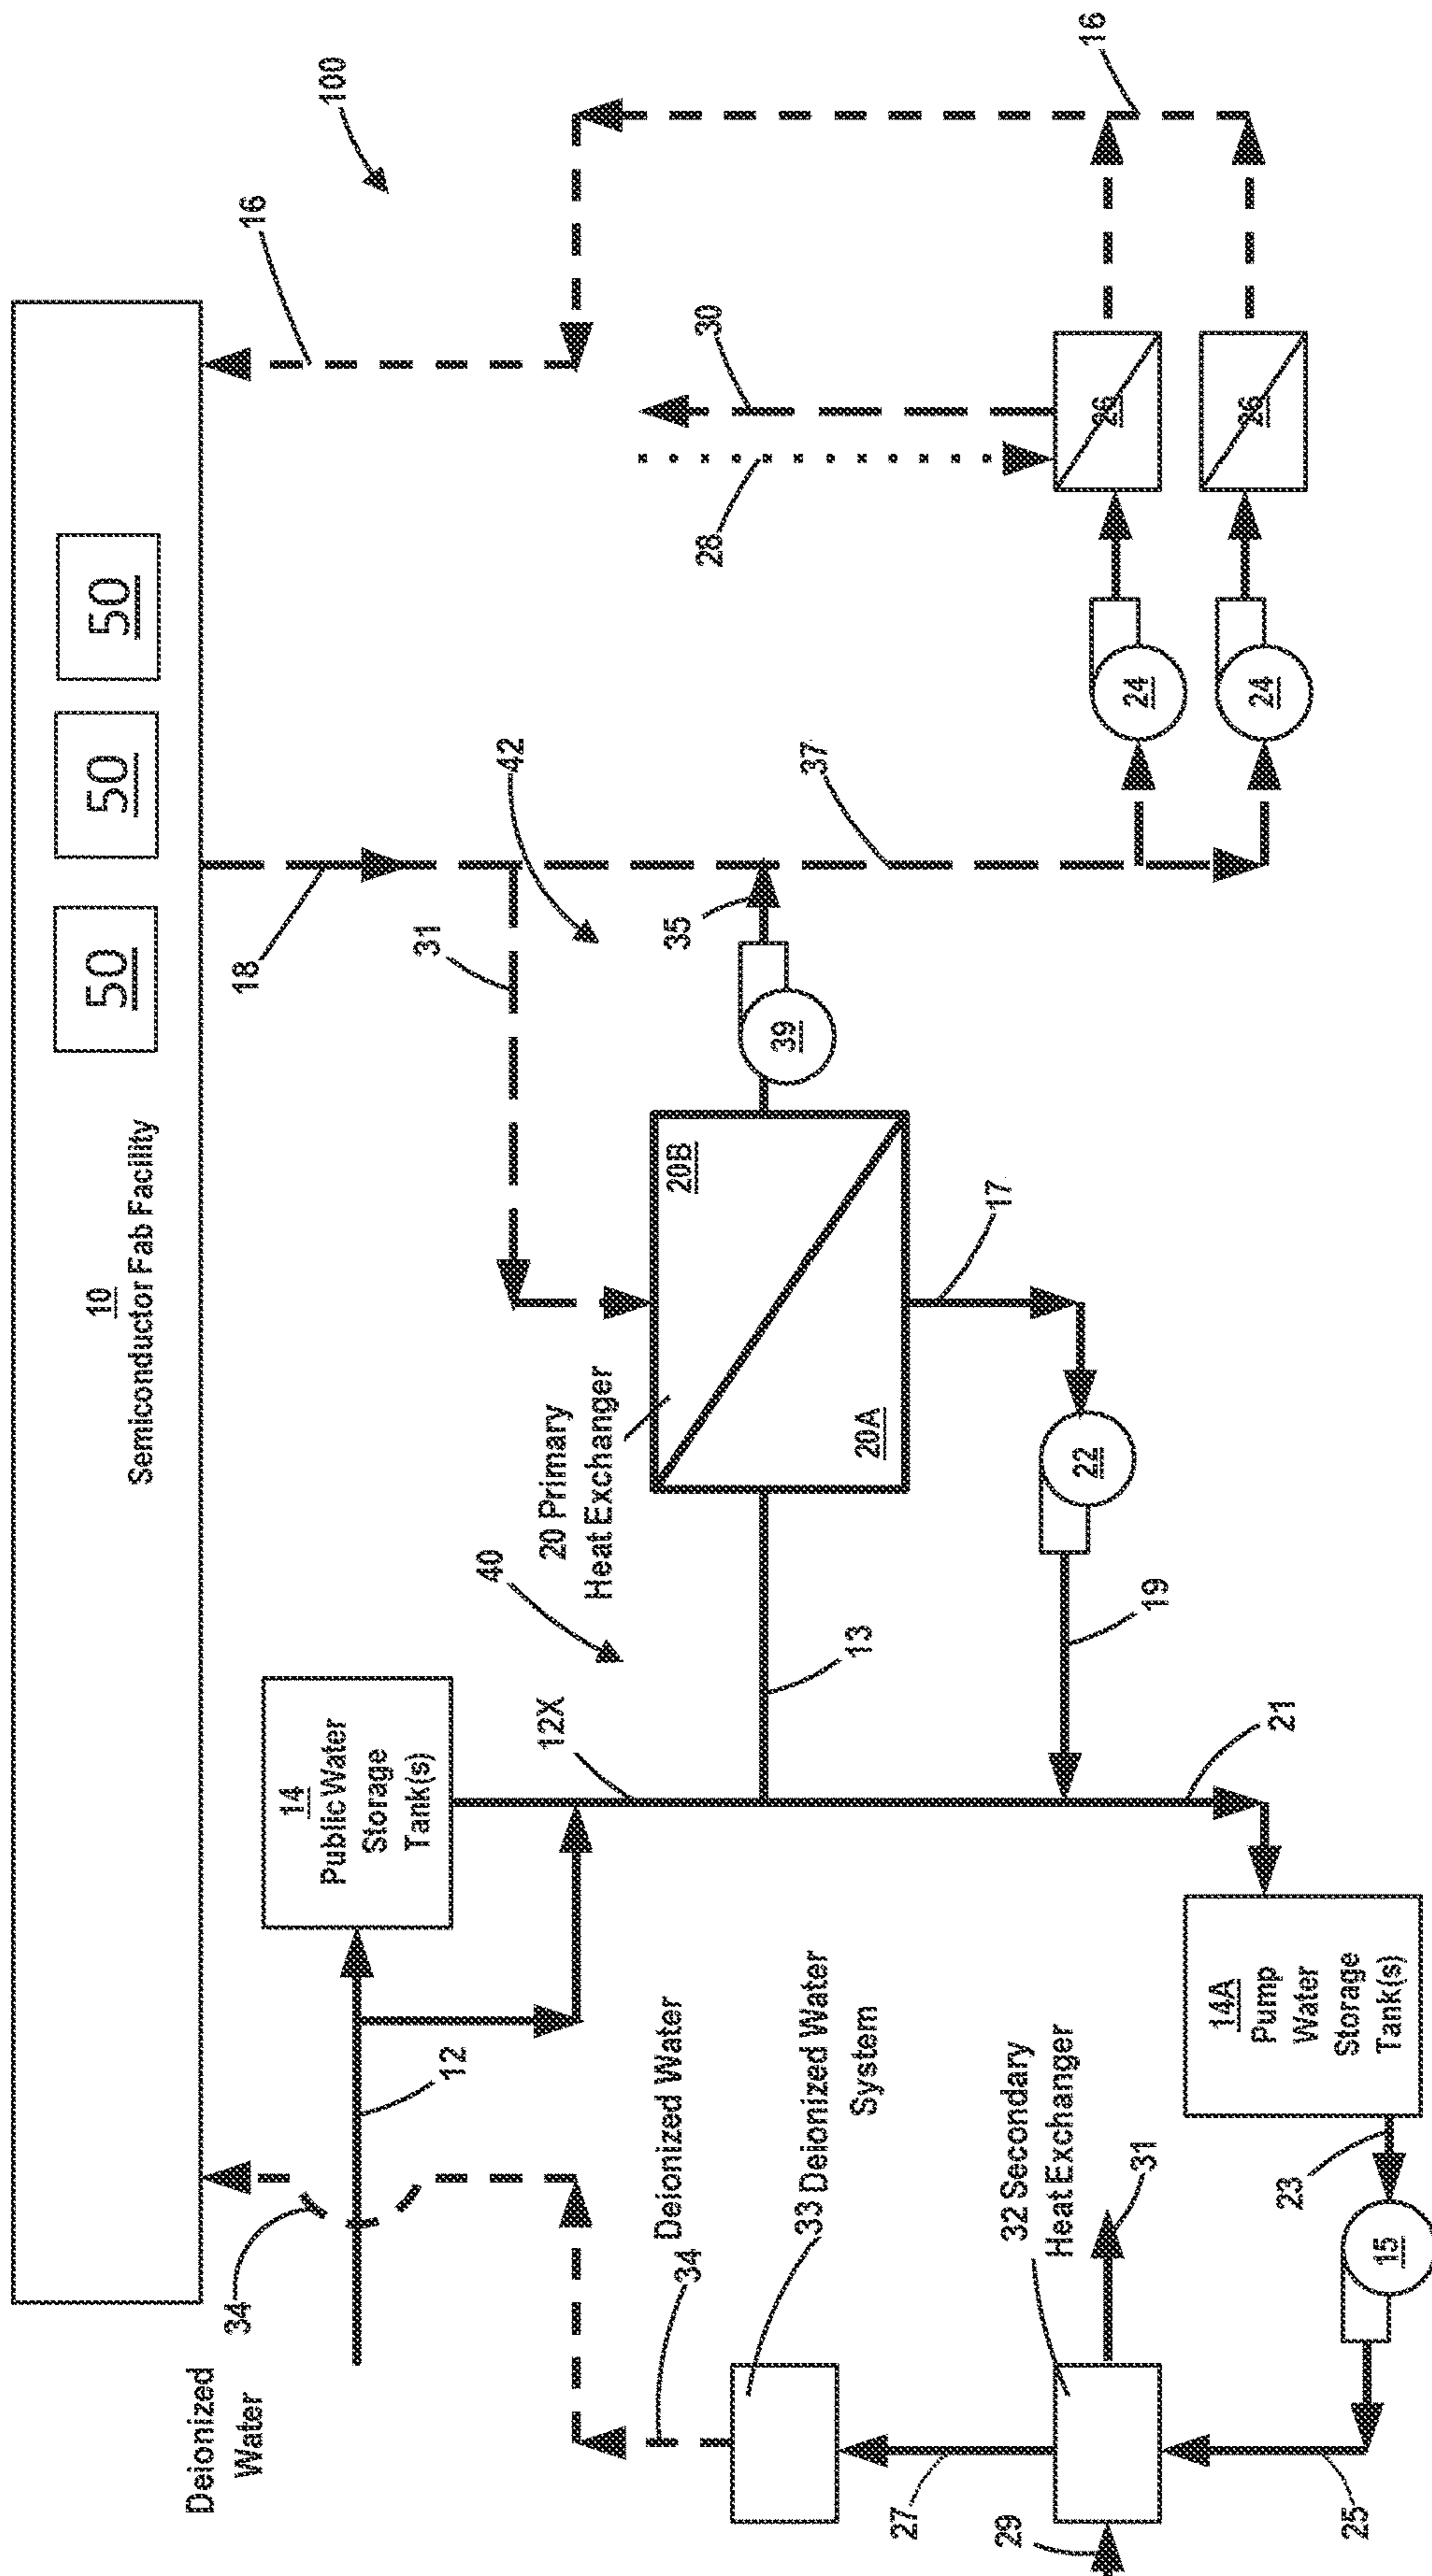 100
16
16
10
Semiconductor Fab Facility
50
50
50
30
28
26
26
24
24
18
31
42
37
35
39
20 Primary
Heat Exchanger
20B
20A
17
22
19
40
13
12X
21
14
Public Water
Storage
Tank(s)
12
34
Deionized
Water
34
Deionized Water
33 Deionized Water
System
32 Secondary
Heat Exchanger
31
14A
Pump
Water
Storage
Tank(s)
23
15
25
27
29